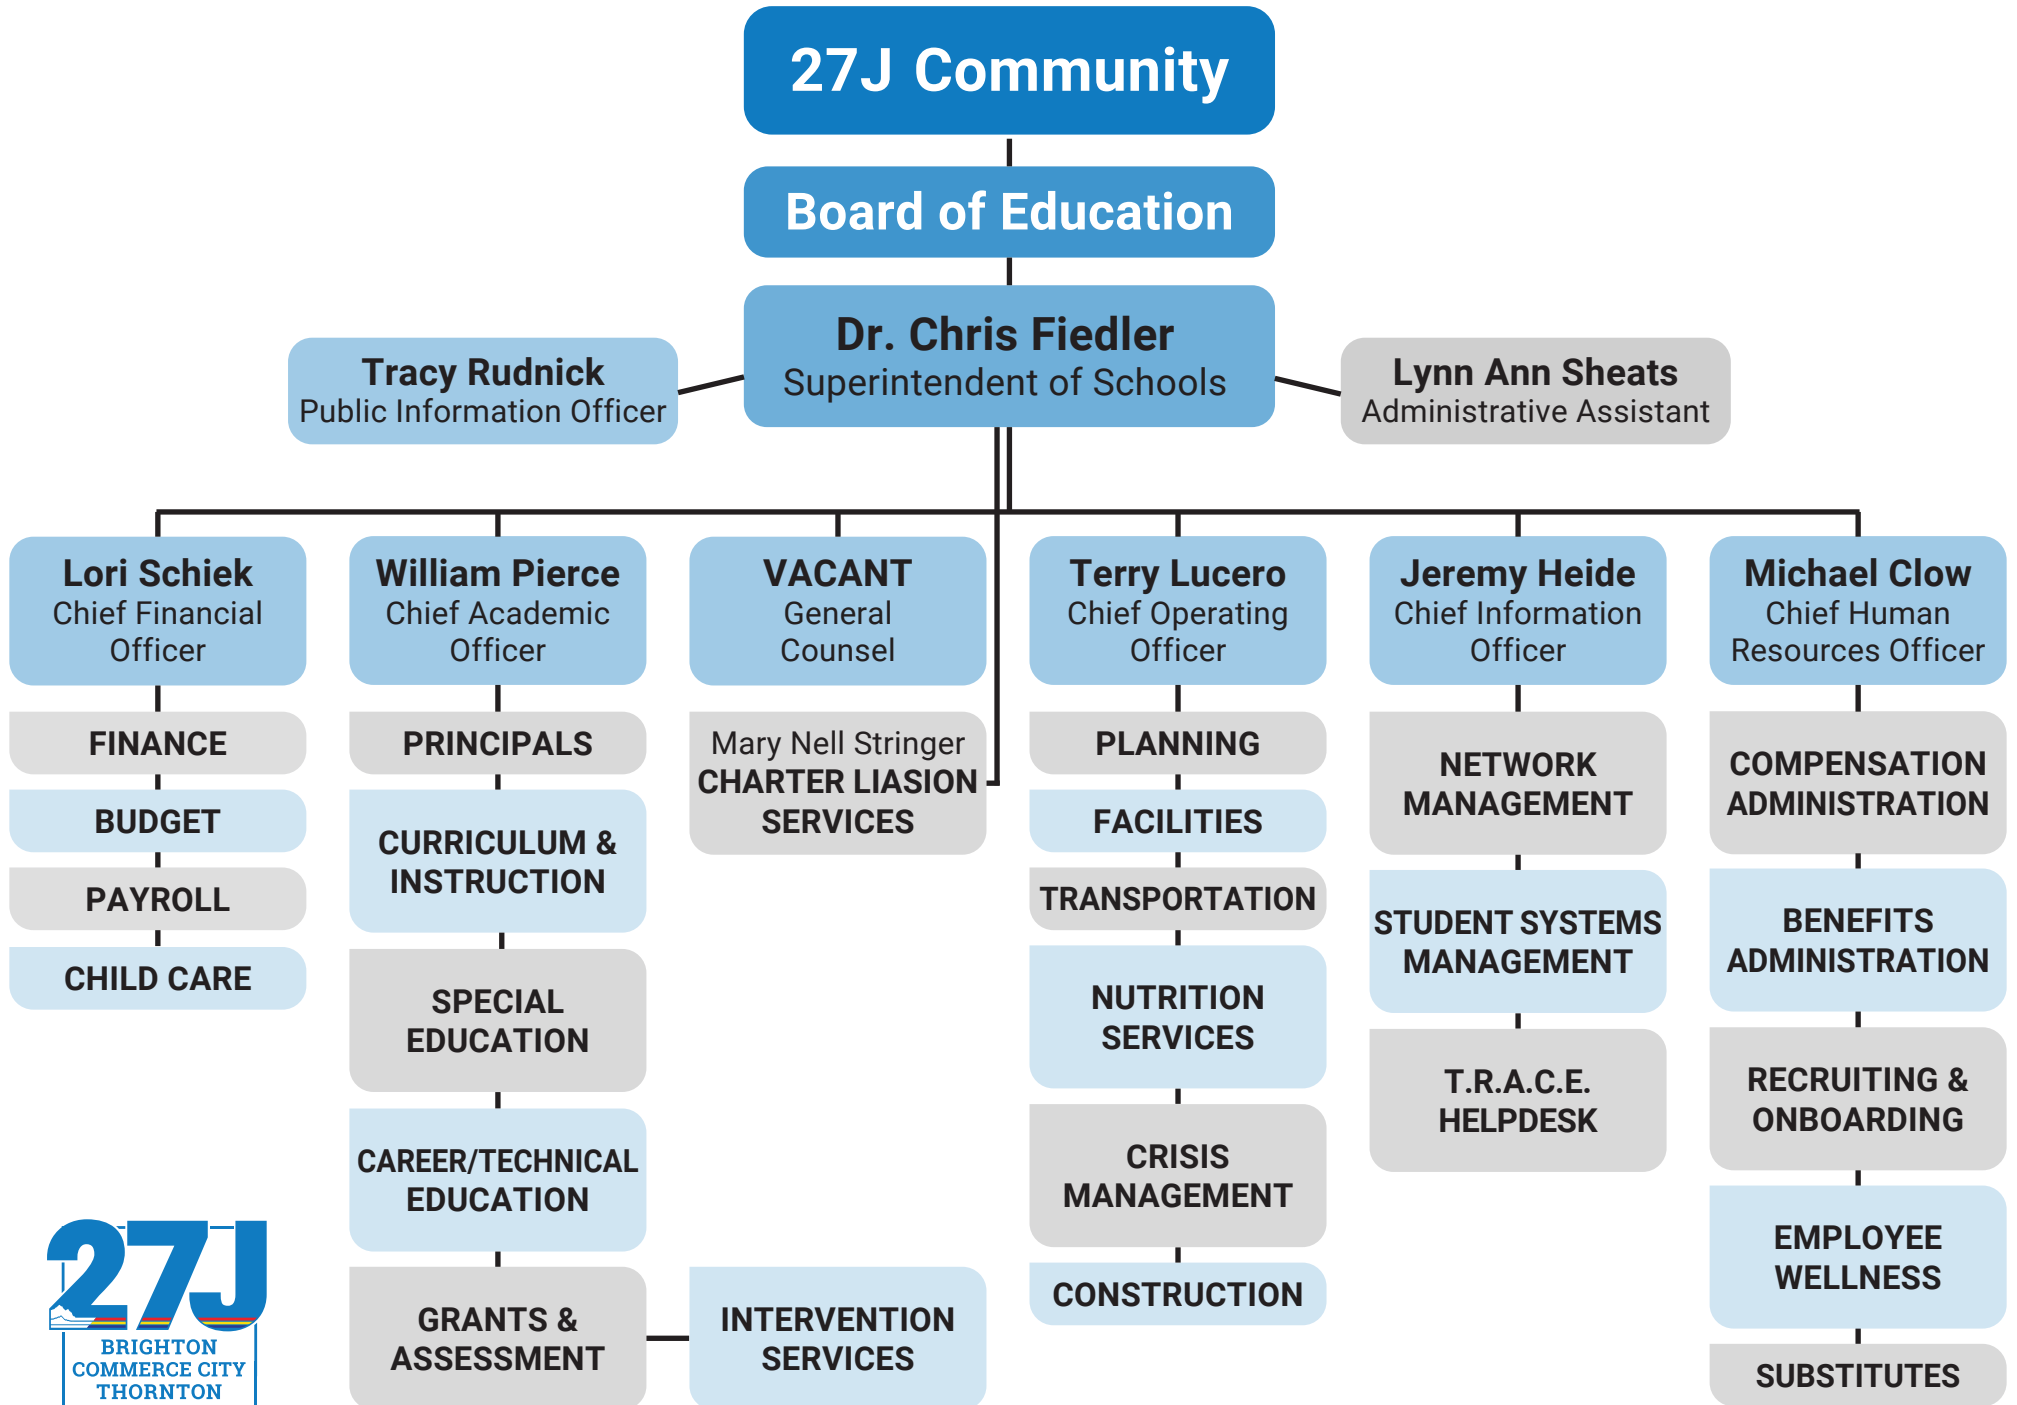 27J Community
Board of Education
Dr. Chris Fiedler
Superintendent of Schools
Tracy Rudnick
Public Information Officer
Lynn Ann Sheats
Administrative Assistant
Lori Schiek
Chief Financial
Officer
FINANCE
BUDGET
PAYROLL
CHILD CARE
William Pierce
Chief Academic
Officer
PRINCIPALS
CURRICULUM &
INSTRUCTION
SPECIAL
EDUCATION
CAREER/TECHNICAL
EDUCATION
GRANTS &
ASSESSMENT
INTERVENTION
SERVICES
VACANT
General
Counsel
Mary Nell Stringer
CHARTER LIASION
SERVICES
Terry Lucero
Chief Operating
Officer
PLANNING
FACILITIES
TRANSPORTATION
NUTRITION
SERVICES
CRISIS
MANAGEMENT
CONSTRUCTION
Jeremy Heide
Chief Information
Officer
NETWORK
MANAGEMENT
STUDENT SYSTEMS
MANAGEMENT
T.R.A.C.E.
HELPDESK
Michael Clow
Chief Human
Resources Officer
COMPENSATION
ADMINISTRATION
BENEFITS
ADMINISTRATION
RECRUITING &
ONBOARDING
EMPLOYEE
WELLNESS
SUBSTITUTES
27J
BRIGHTON
COMMERCE CITY
THORNTON